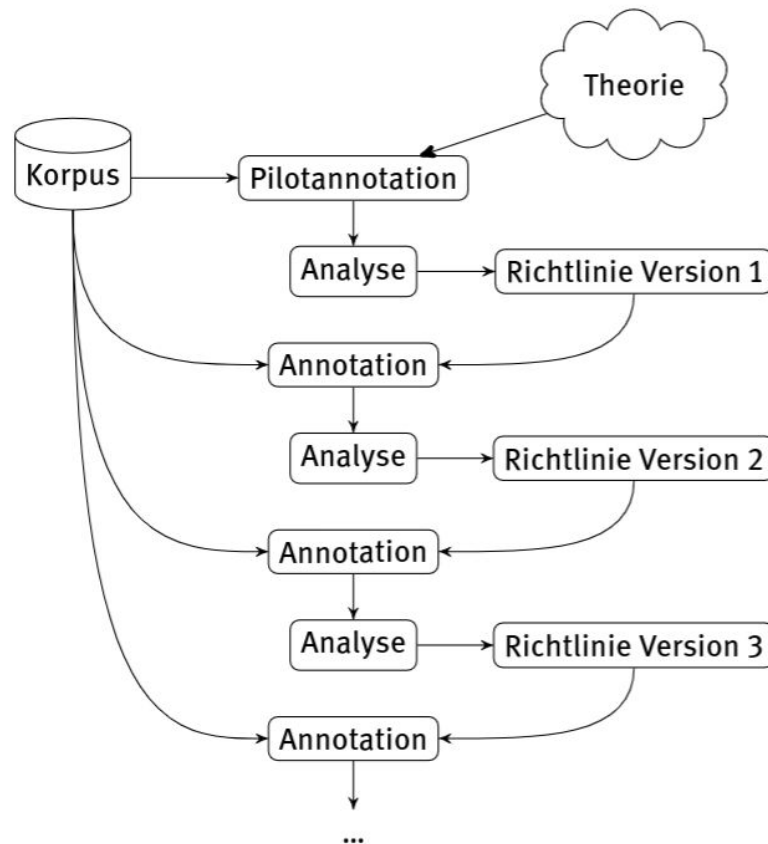 Theorie
Korpus
Pilotannotation
Analyse
Richtlinie Version 1
Annotation
Analyse
Richtlinie Version 2
Annotation
Analyse
Richtlinie Version 3
Annotation
...